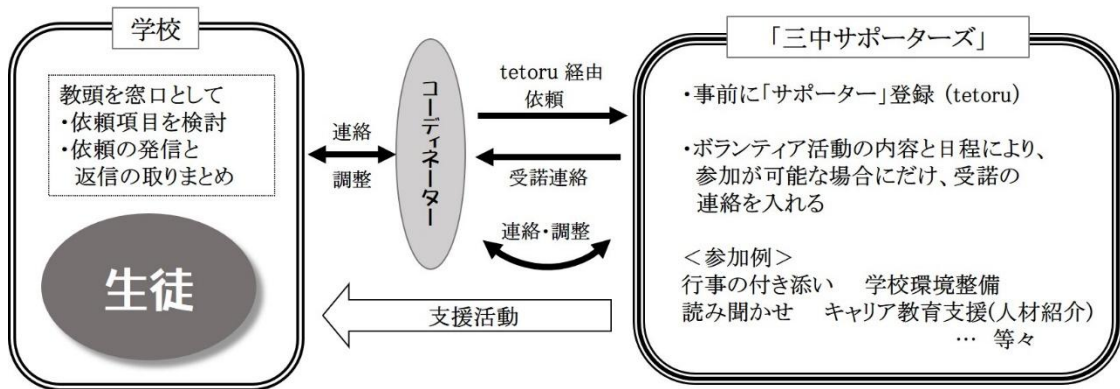 学校
教頭を窓口として
・依頼項目を検討
・依頼の発信と
返信の取りまとめ
生徒
連絡
調整
コーディネーター
tetoru 経由
依頼
受諾連絡
連絡・調整
支援活動
「三中サポーターズ」
・事前に「サポーター」登録 (tetoru)
・ボランティア活動の内容と日程により、
参加が可能な場合にだけ、受諾の
連絡を入れる
＜参加例＞
行事の付き添い　学校環境整備
読み聞かせ　キャリア教育支援(人材紹介)
… 等々